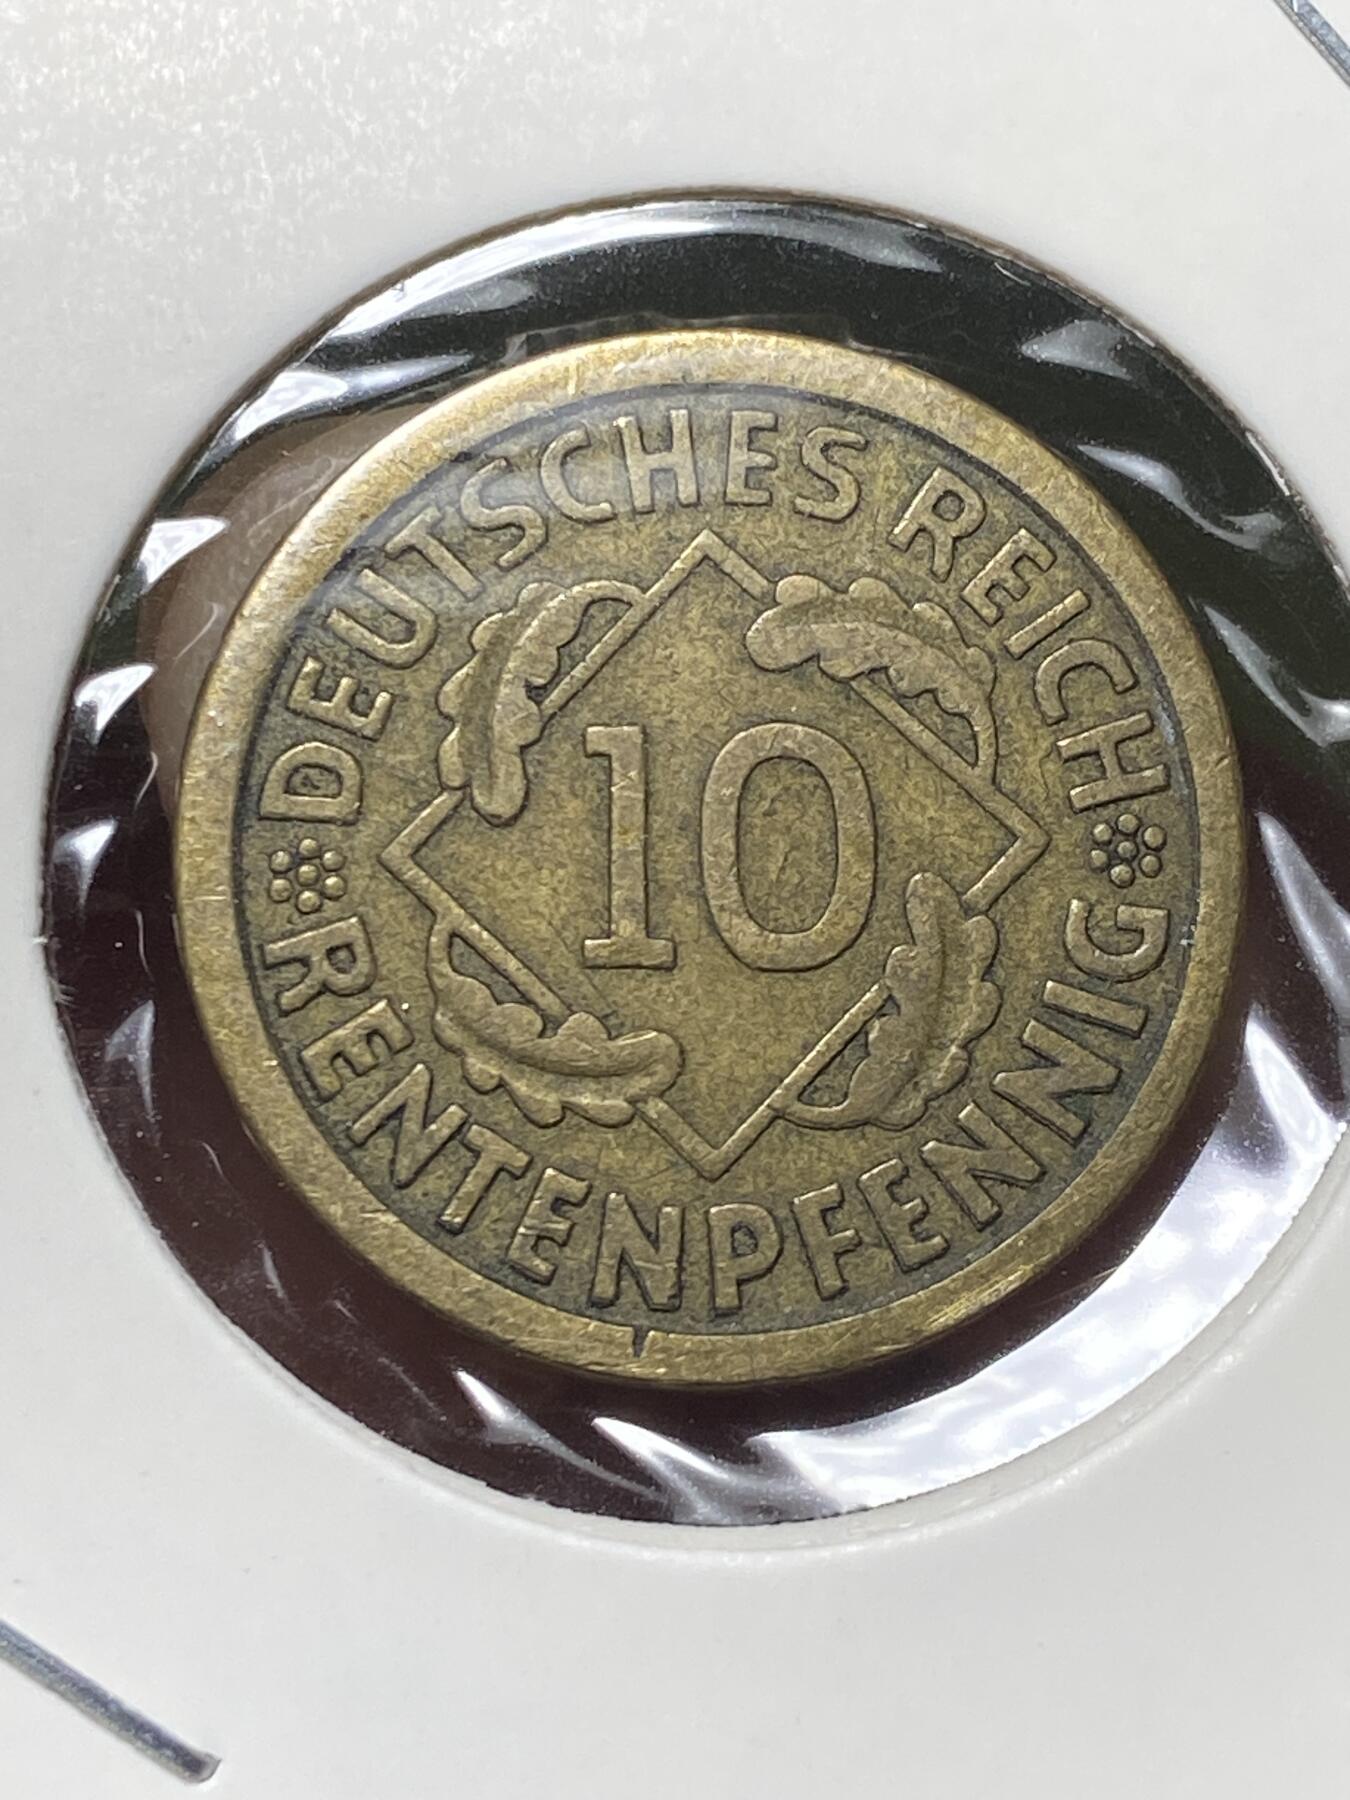 DEUTSCHES REICH
10
RENTENPFENNIG